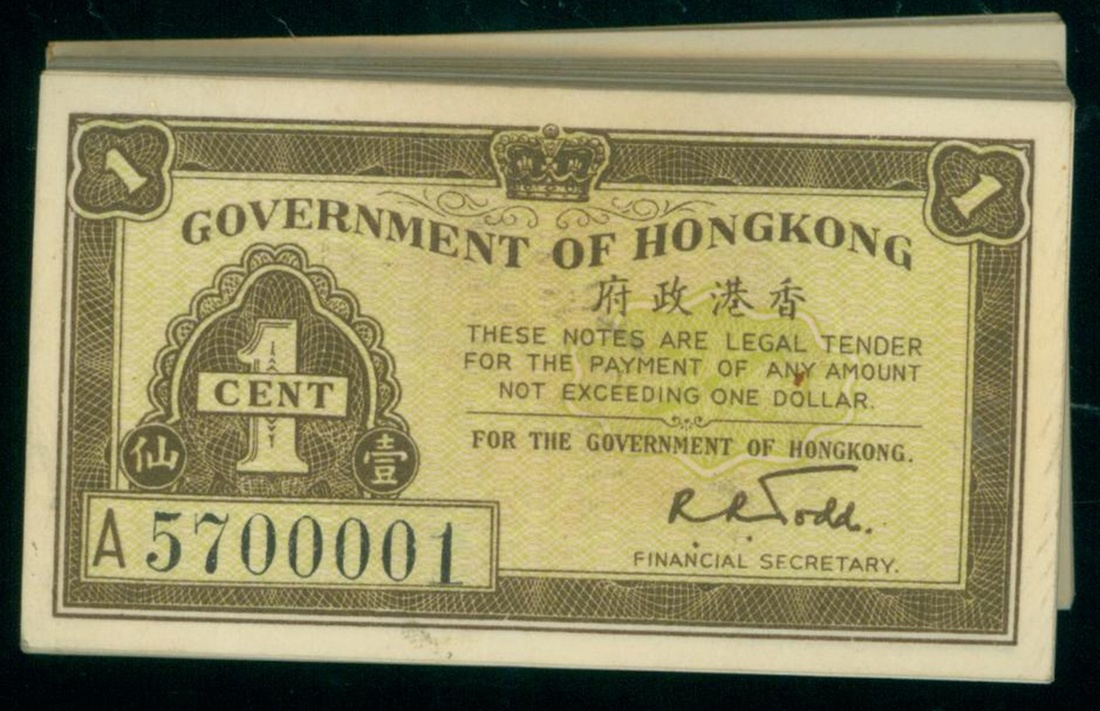 1
1
GOVERNMENT OF HONGKONG
府政港香
THESE NOTES ARE LEGAL TENDER
FOR THE PAYMENT OF ANY AMOUNT
NOT EXCEEDING ONE DOLLAR.
1
CENT
仙 壹
FOR THE GOVERNMENT OF HONGKONG.
R. R. Todd.
FINANCIAL SECRETARY.
A 5700001